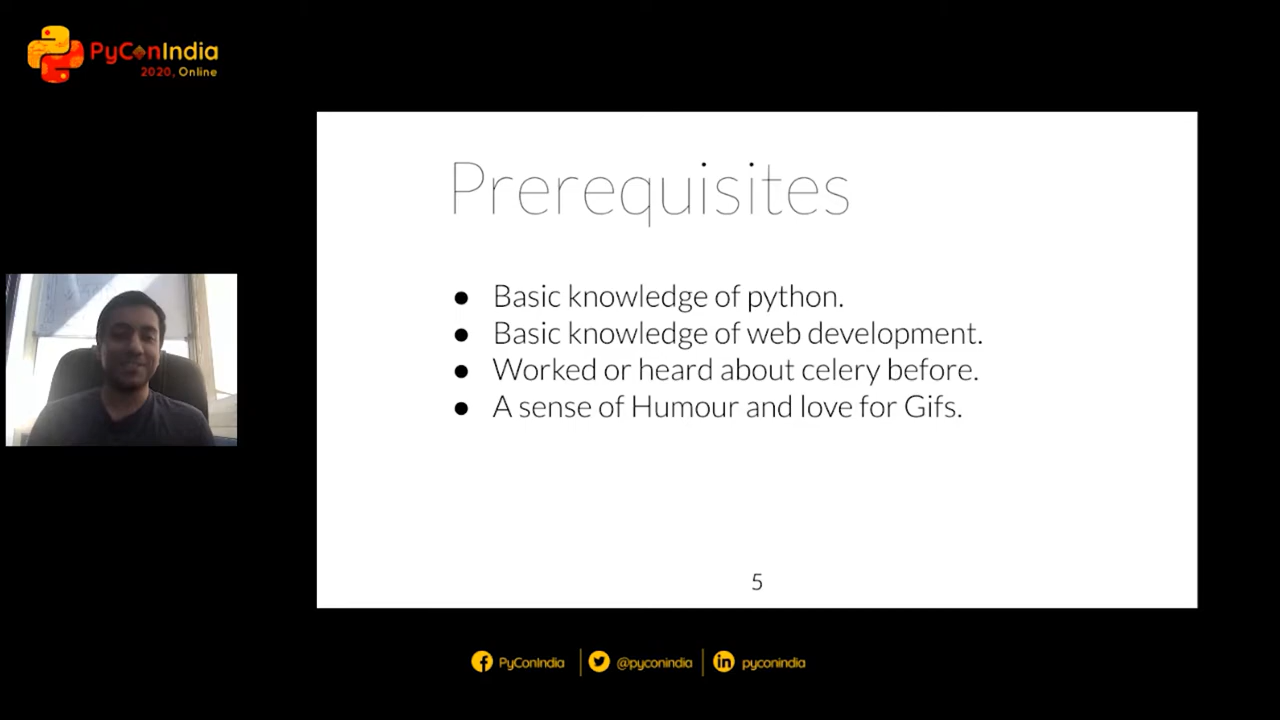 PyConIndia
2020, Online
Prerequisites
● Basic knowledge of python.
● Basic knowledge of web development.
● Worked or heard about celery before.
● A sense of Humour and love for Gifs.
5
PyConIndia
@pyconindia
pyconindia